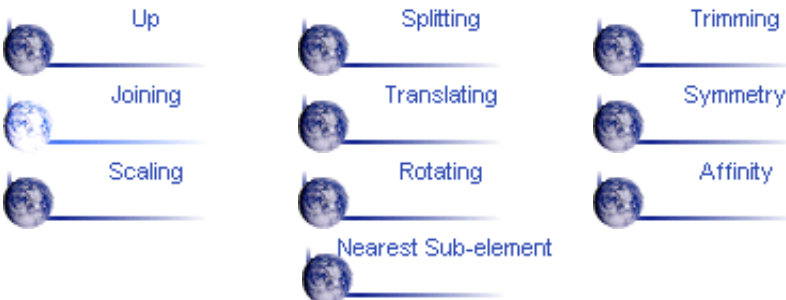 Up
Splitting
Trimming
Joining
Translating
Symmetry
Scaling
Rotating
Affinity
Nearest Sub-element